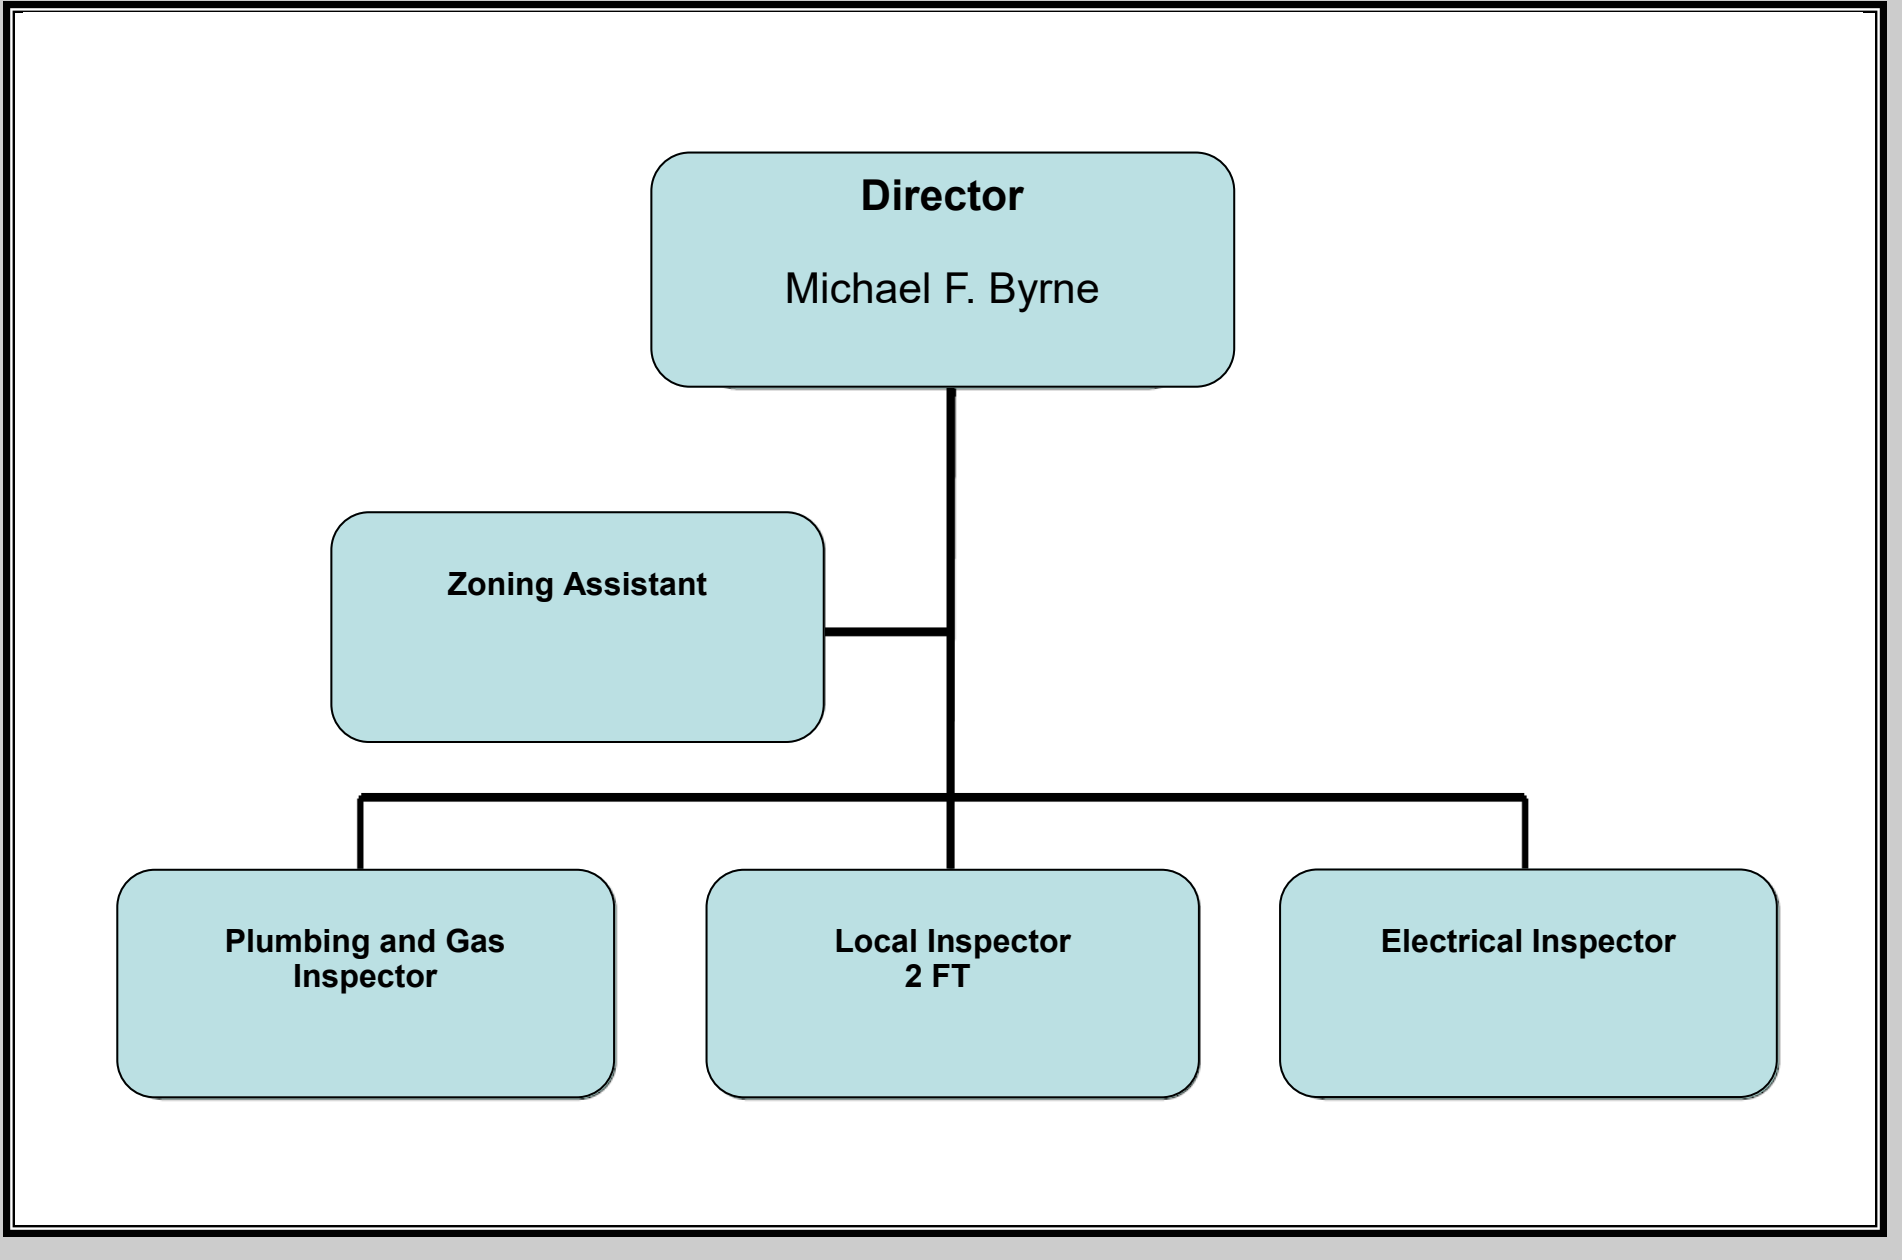 Director
Michael F. Byrne
Zoning Assistant
Plumbing and Gas
Inspector
Local Inspector
2 FT
Electrical Inspector